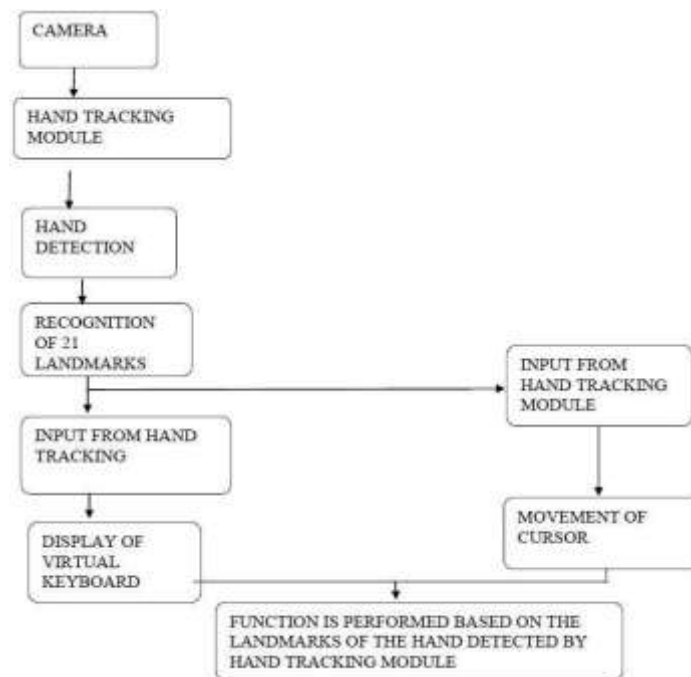 CAMERA
HAND TRACKING
MODULE
HAND
DETECTION
RECOGNITION
OF 21
LANDMARKS
INPUT FROM
HAND TRACKING
MODULE
INPUT FROM HAND
TRACKING
MOVEMENT OF
CURSOR
DISPLAY OF
VIRTUAL
KEYBOARD
FUNCTION IS PERFORMED BASED ON THE
LANDMARKS OF THE HAND DETECTED BY
HAND TRACKING MODULE